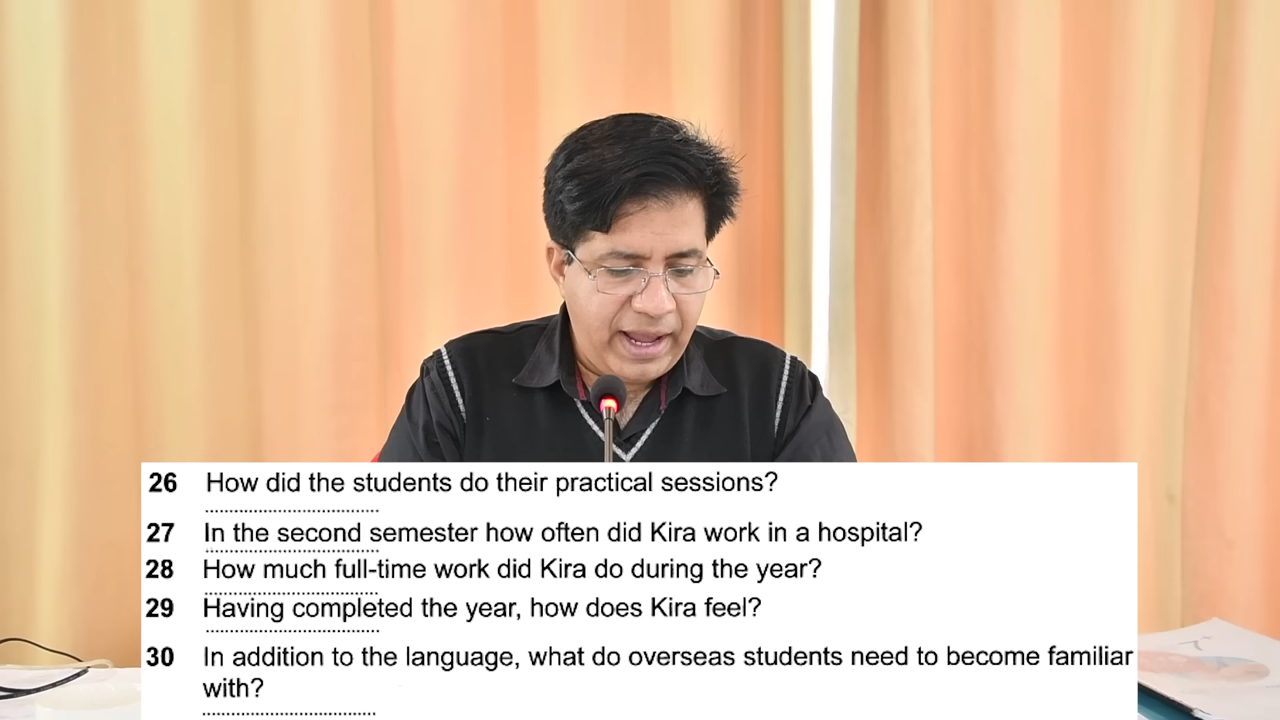 26 How did the students do their practical sessions?
....................................
27 In the second semester how often did Kira work in a hospital?
....................................
28 How much full-time work did Kira do during the year?
....................................
29 Having completed the year, how does Kira feel?
....................................
30 In addition to the language, what do overseas students need to become familiar
with?
....................................